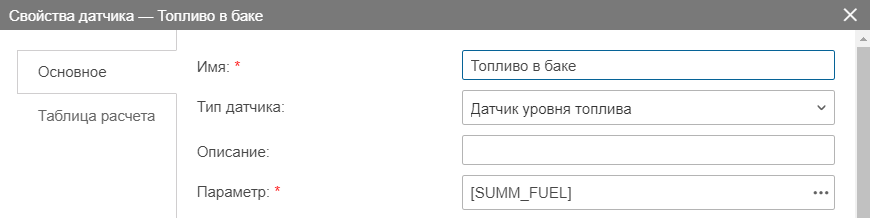 Свойства датчика — Топливо в баке
Основное
Таблица расчета
Имя: *
Топливо в баке
Тип датчика:
Датчик уровня топлива
Описание:
Параметр: *
[SUMM_FUEL]